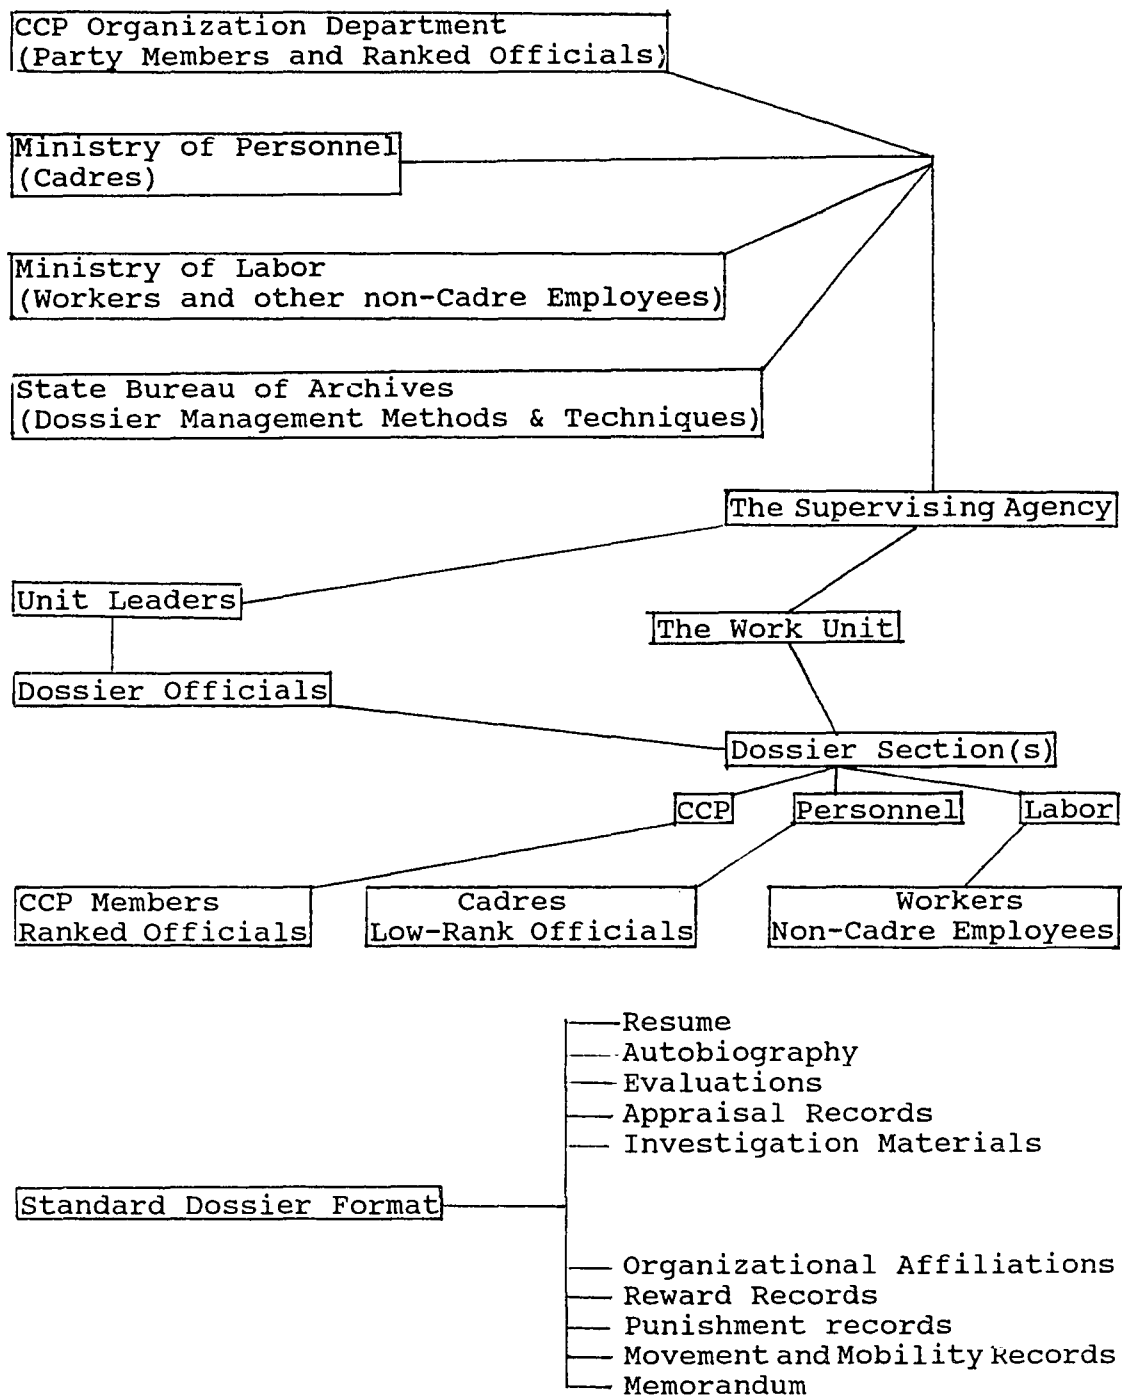 CCP Organization Department
(Party Members and Ranked Officials)
Ministry of Personnel
(Cadres)
Ministry of Labor
(Workers and other non-Cadre Employees)
State Bureau of Archives
(Dossier Management Methods & Techniques)
The Supervising Agency
Unit Leaders
The Work Unit
Dossier Officials
Dossier Section(s)
CCP
Personnel
Labor
CCP Members
Ranked Officials
Cadres
Low-Rank Officials
Workers
Non-Cadre Employees
Resume
Autobiography
Evaluations
Appraisal Records
Investigation Materials
Standard Dossier Format
Organizational Affiliations
Reward Records
Punishment records
Movement and Mobility Records
Memorandum